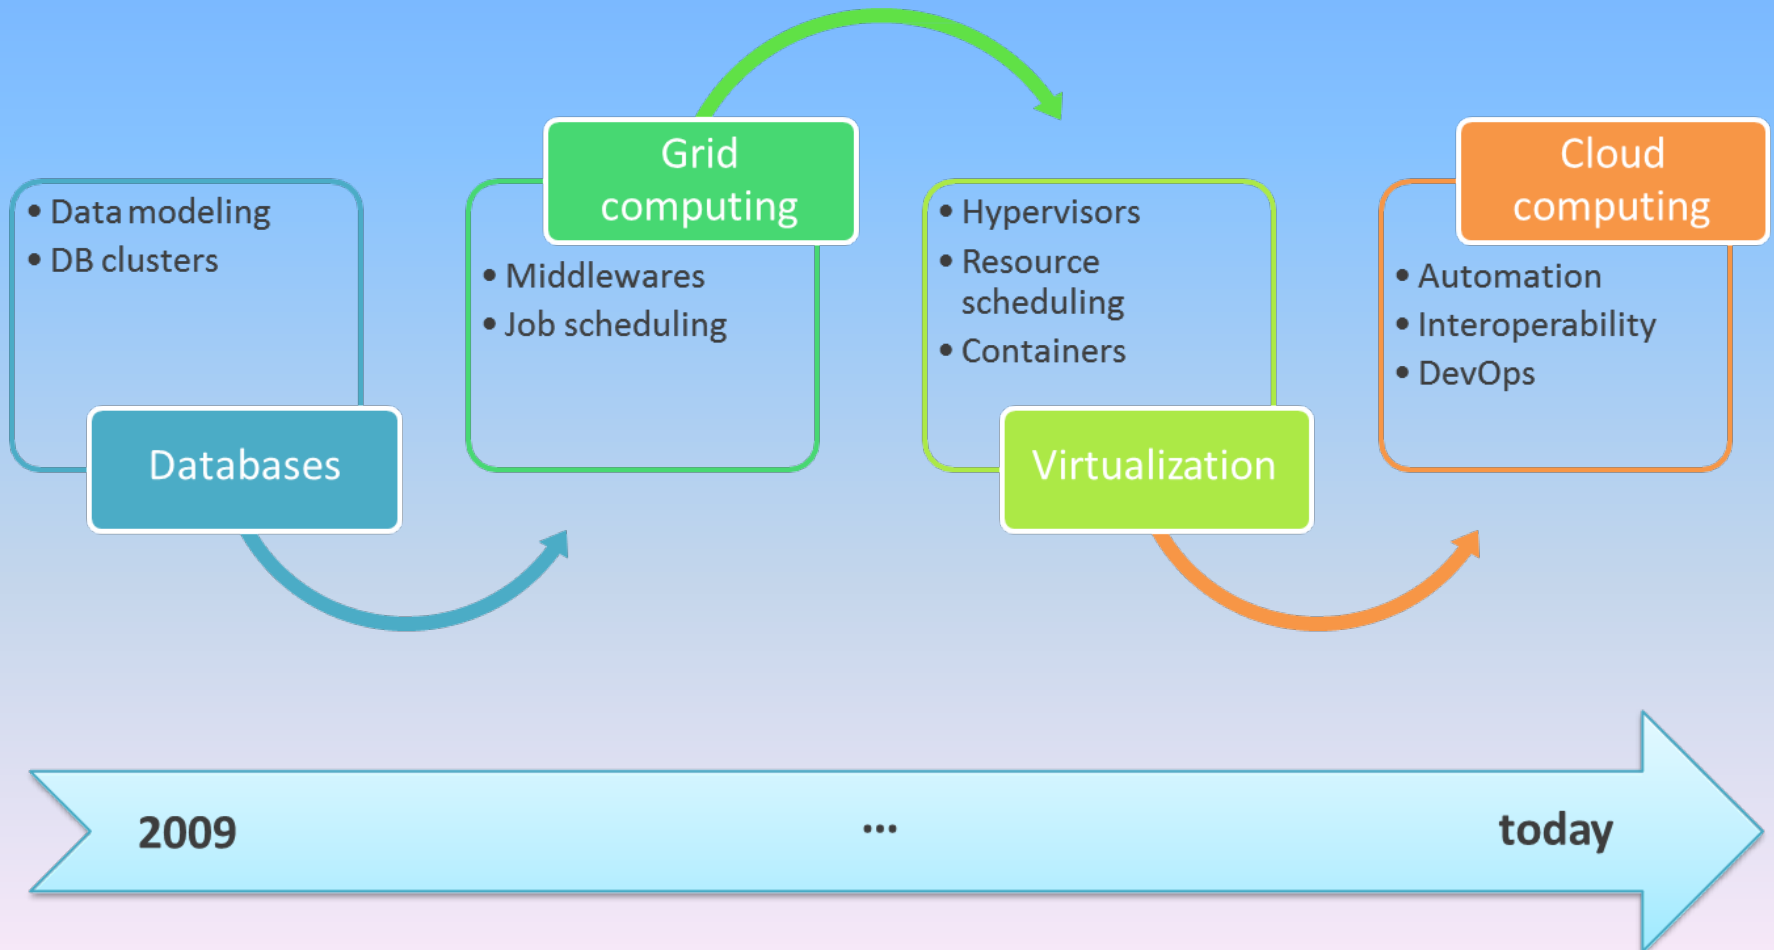 • Data modeling
• DB clusters
Databases
Grid
computing
• Middlewares
• Job scheduling
• Hypervisors
• Resource
scheduling
• Containers
Virtualization
Cloud
computing
• Automation
• Interoperability
• DevOps
2009
...
today